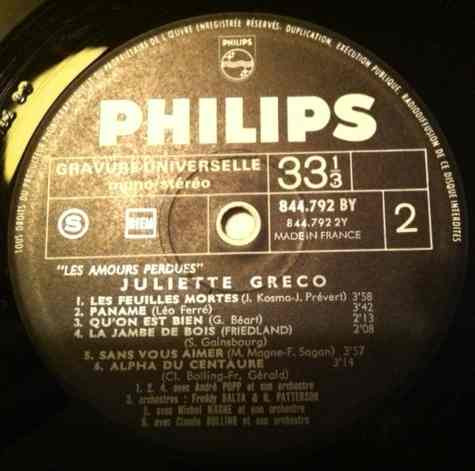 TOUS DROITS DU PRODUCTEUR PHONOGRAPHIQUE ET DU PROPRIÉTAIRE DE L'ŒUVRE ENREGISTRÉE RÉSERVÉS. DUPLICATION, EXÉCUTION PUBLIQUE, RADIODIFFUSION DE CE DISQUE
PHILIPS
PHILIPS
GRAVURE UNIVERSELLE
mono/stéréo
33 1/3
S
BIEM
844.792 BY
844.792 2Y
MADE IN FRANCE
2
"LES AMOURS PERDUES"
JULIETTE GRECO
1. LES FEUILLES MORTES (J. Kosma-J. Prévert) 3'58
2. PANAME (Léo Ferré) 3'42
3. QU'ON EST BIEN (G. Béart) 2'13
4. LA JAMBE DE BOIS (FRIEDLAND) 2'08
(S. Gainsbourg)
5. SANS VOUS AIMER (M. Magne-F. Sagan) 3'57
6. ALPHA DU CENTAURE 3'14
(Cl. Bolling-Fr. Gérald)
1. 2. 4. avec André POPP et son orchestre
3. orchestres : Freddy BALTA & R. PATTERSON
5. avec Michel MAGNE et son orchestre
6. avec Claude BOLLING et son orchestre